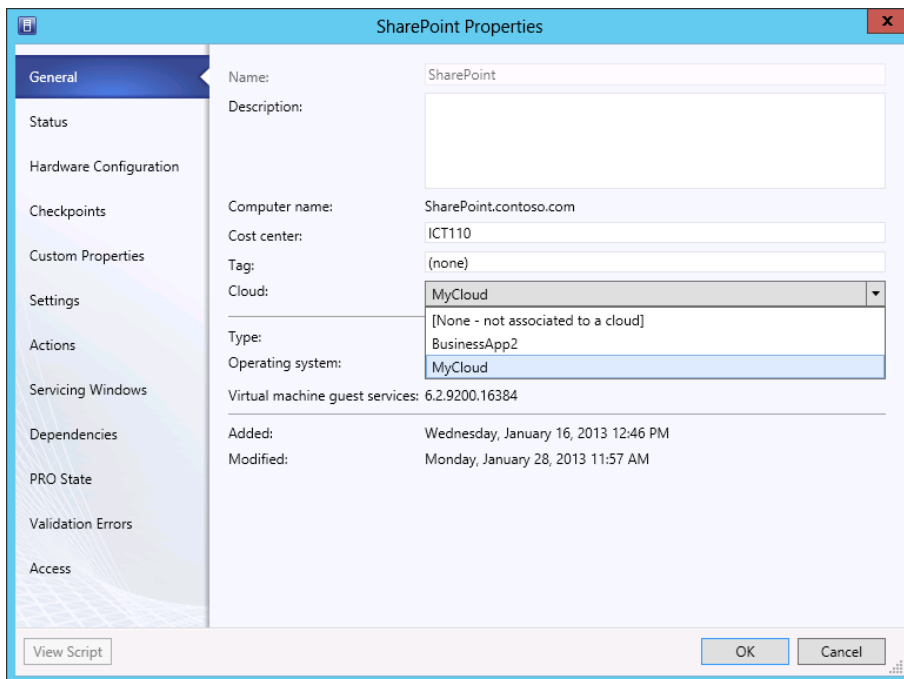 SharePoint Properties
x
General
Status
Hardware Configuration
Checkpoints
Custom Properties
Settings
Actions
Servicing Windows
Dependencies
PRO State
Validation Errors
Access
Name: SharePoint
Description:
Computer name: SharePoint.contoso.com
Cost center: ICT110
Tag: (none)
Cloud: MyCloud
[None - not associated to a cloud]
BusinessApp2
MyCloud
Type:
Operating system:
Virtual machine guest services: 6.2.9200.16384
Added: Wednesday, January 16, 2013 12:46 PM
Modified: Monday, January 28, 2013 11:57 AM
View Script
OK
Cancel